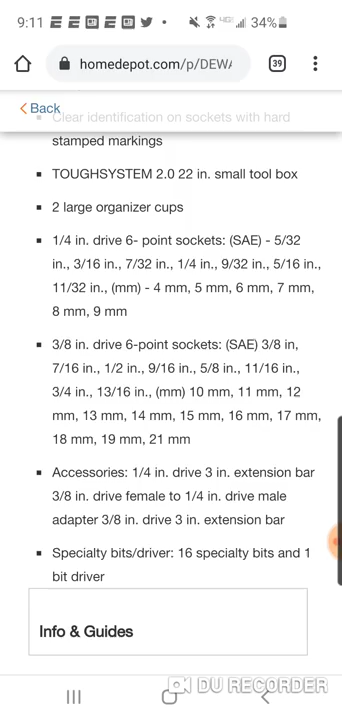 9:11 34%
homedepot.com/p/DEWA 39
Back
Clear identification on sockets with hard
stamped markings
TOUGHSYSTEM 2.0 22 in. small tool box
2 large organizer cups
1/4 in. drive 6- point sockets: (SAE) - 5/32
in., 3/16 in., 7/32 in., 1/4 in., 9/32 in., 5/16 in.,
11/32 in., (mm) - 4 mm, 5 mm, 6 mm, 7 mm,
8 mm, 9 mm
3/8 in. drive 6-point sockets: (SAE) 3/8 in,
7/16 in., 1/2 in., 9/16 in., 5/8 in., 11/16 in.,
3/4 in., 13/16 in., (mm) 10 mm, 11 mm, 12
mm, 13 mm, 14 mm, 15 mm, 16 mm, 17 mm,
18 mm, 19 mm, 21 mm
Accessories: 1/4 in. drive 3 in. extension bar
3/8 in. drive female to 1/4 in. drive male
adapter 3/8 in. drive 3 in. extension bar
Specialty bits/driver: 16 specialty bits and 1
bit driver
Info & Guides
DU RECORDER